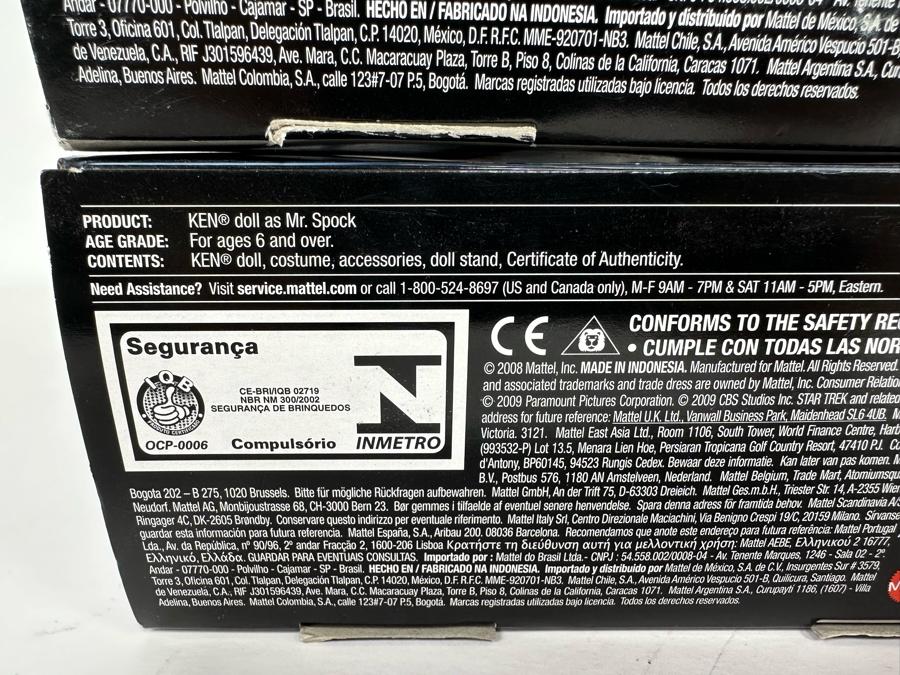 Andar - 07770-000 - Polvilho - Cajamar - SP - Brasil. HECHO EN / FABRICADO NA INDONESIA. Importado y distribuido por Mattel de México, SA de
Torre 3, Oficina 601, Col. Tlalpan, Delegación Tlalpan, C.P. 14020, México, D.F. R.F.C. MME-920701-NB3. Mattel Chile, S.A., Avenida Américo Vespucio 501-B
de Venezuela, C.A., RIF J301596439, Ave. Mara, C.C. Macaracuay Plaza, Torre B, Piso 8, Colinas de la California, Caracas 1071. Mattel Argentina S.A., Cur
Adelina, Buenos Aires. Mattel Colombia, S.A., calle 123#7-07 P.5, Bogotá. Marcas registradas utilizadas bajo licencia. Todos los derechos reservados.
PRODUCT: KEN® doll as Mr. Spock
AGE GRADE: For ages 6 and over.
CONTENTS: KEN® doll, costume, accessories, doll stand, Certificate of Authenticity.
Need Assistance? Visit service.mattel.com or call 1-800-524-8697 (US and Canada only), M-F 9AM - 7PM & SAT 11AM - 5PM, Eastern.
Segurança
IQB
PRODUTO CERTIFICADO
OCP-0006
CE-BRI/IQB 02719
NBR NM 300/2002
SEGURANÇA DE BRINQUEDOS
Compulsório
INMETRO
CE
CONFORMS TO THE SAFETY RE
• CUMPLE CON TODAS LAS NOR
© 2008 Mattel, Inc. MADE IN INDONESIA. Manufactured for Mattel. All Rights Reserved.
and associated trademarks and trade dress are owned by Mattel, Inc. Consumer Relation
© 2009 Paramount Pictures Corporation. © 2009 CBS Studios Inc. STAR TREK and related
address for future reference: Mattel U.K. Ltd., Vanwall Business Park, Maidenhead SL6 4UB. M
Victoria. 3121. Mattel East Asia Ltd., Room 1106, South Tower, World Finance Centre, Harb
(993532-P) Lot 13.5, Menara Lien Hoe, Persiaran Tropicana Golf Country Resort, 47410 P.J. Ca
d'Antony, BP60145, 94523 Rungis Cedex. Bewaar deze informatie. Kan later van pas komen. M
B.V., Postbus 576, 1180 AN Amstelveen, Nederland. Mattel Belgium, Trade Mart, Atomiumsqu
Bogota 202 – B 275, 1020 Brussels. Bitte für mögliche Rückfragen aufbewahren. Mattel GmbH, An der Trift 75, D-63303 Dreieich. Mattel Ges.m.b.H., Triester Str. 14, A-2355 Wien
Neudorf. Mattel AG, Monbijoustrasse 68, CH-3000 Bern 23. Bør gemmes i tilfælde af eventuel senere henvendelse. Spara denna adress för framtida behov. Mattel Scandinavia
Ringager 4C, DK-2605 Brøndby. Conservare questo indirizzo per eventuale riferimento. Mattel Italy Srl, Centro Direzionale Maciachini, Via Benigno Crespi 19/C, 20159 Milano. Sírvanse
guardar esta información para futura referencia. Mattel España, S.A., Aribau 200. 08036 Barcelona. Recomendamos que anote este endereço para futura referência. Mattel Portugal
Lda., Av. da República, nº 90/96, 2º andar Fracção 2, 1600-206 Lisboa Κρατήστε τη διεύθυνση αυτή για μελλοντική χρήση: Mattel AEBE, Ελληνικού 2 16777,
Ελληνικό, Ελλάδα. GUARDAR PARA EVENTUAIS CONSULTAS. Importado por : Mattel do Brasil Ltda.- CNPJ : 54.558.002/0008-04 - Av. Tenente Marques, 1246 - Sala 02 - 2º
Andar - 07770-000 - Polvilho - Cajamar - SP - Brasil. HECHO EN / FABRICADO NA INDONESIA. Importado y distribuido por Mattel de México, S.A. de C.V., Insurgentes Sur # 3579,
Torre 3, Oficina 601, Col. Tlalpan, Delegación Tlalpan, C.P. 14020, México, D.F. R.F.C. MME-920701-NB3. Mattel Chile, S.A., Avenida Américo Vespucio 501-B, Quilicura, Santiago. Mattel
de Venezuela, C.A., RIF J301596439, Ave. Mara, C.C. Macaracuay Plaza, Torre B, Piso 8, Colinas de la California, Caracas 1071. Mattel Argentina S.A., Curupaytí 1186, (1607) - Villa
Adelina, Buenos Aires. Mattel Colombia, S.A., calle 123#7-07 P.5, Bogotá. Marcas registradas utilizadas bajo licencia. Todos los derechos reservados.